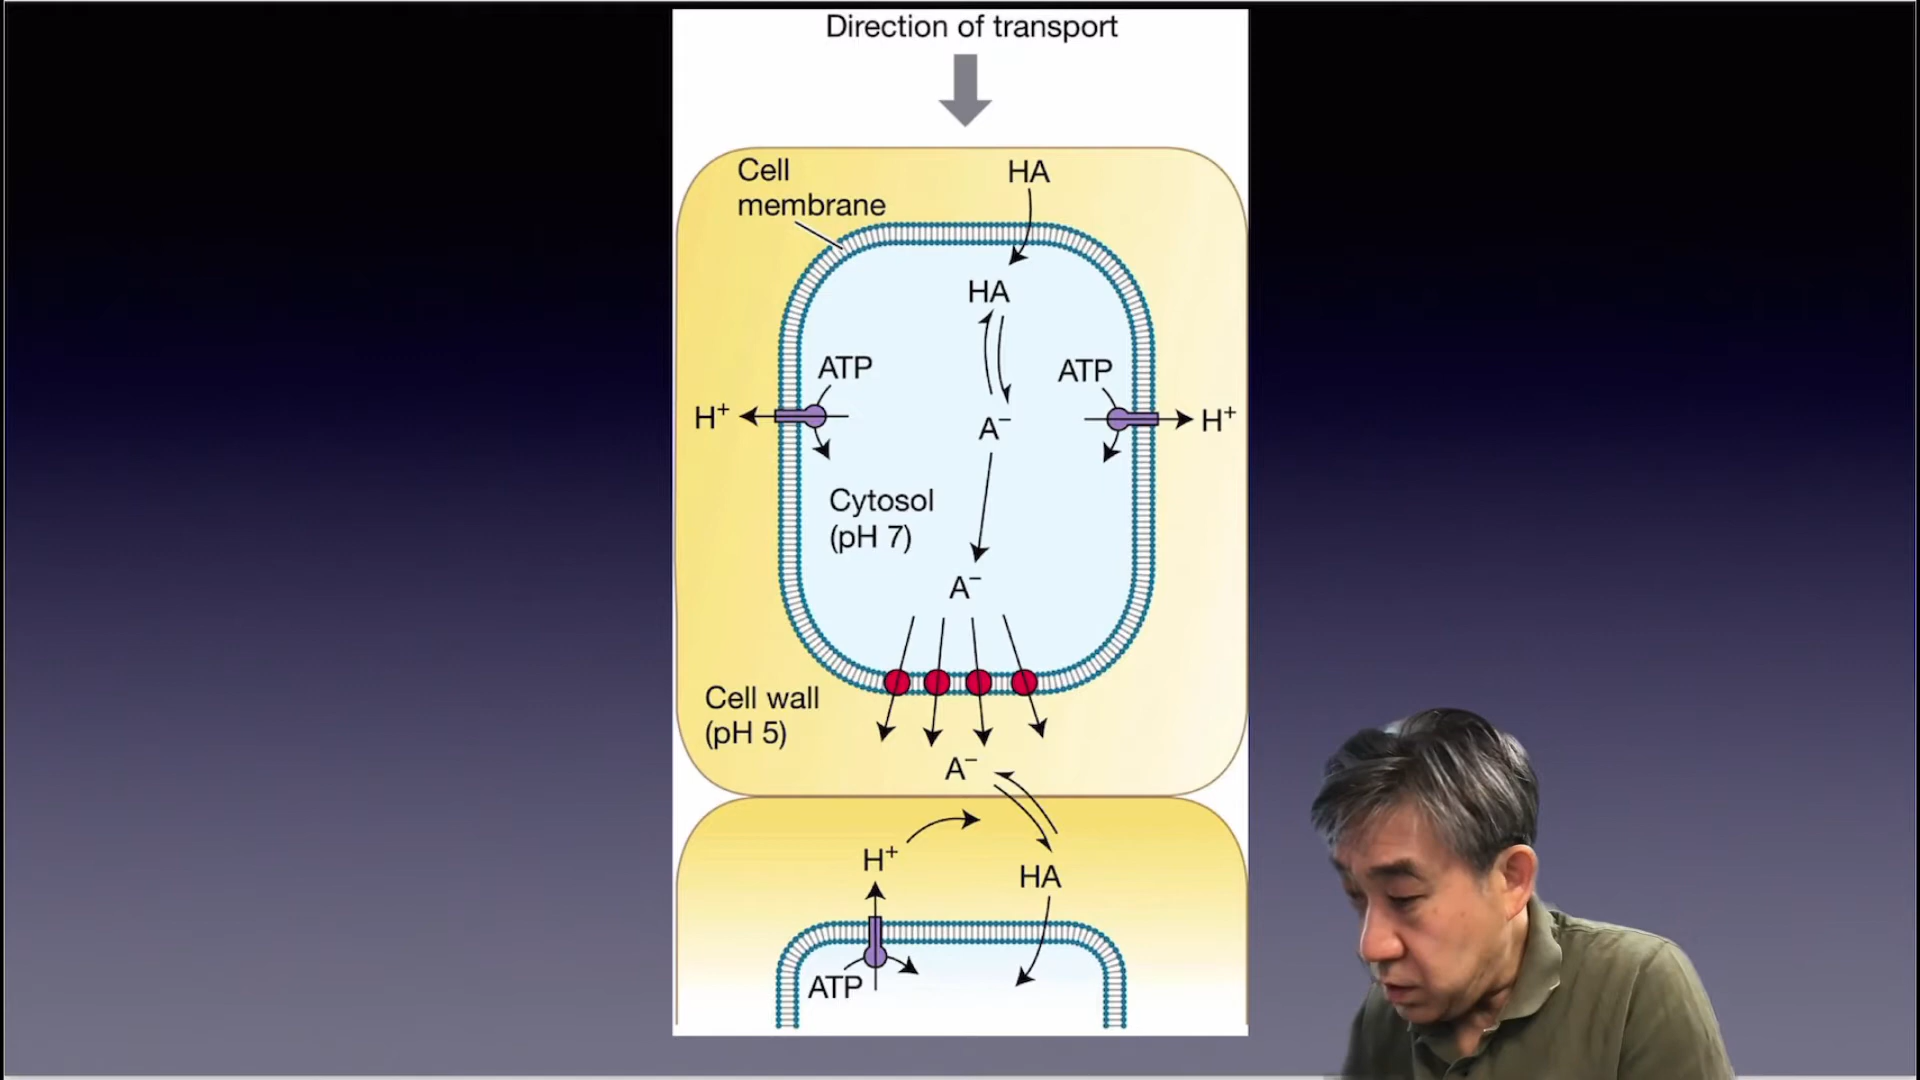 Direction of transport
Cell
membrane
HA
HA
ATP
ATP
H⁺
H⁺
A⁻
Cytosol
(pH 7)
A⁻
Cell wall
(pH 5)
A⁻
H⁺
HA
ATP